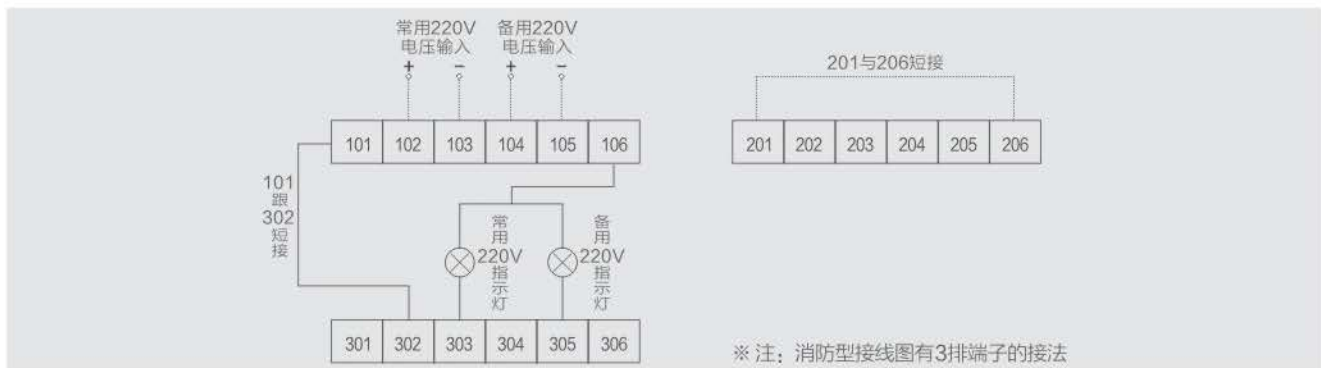 常用220V 备用220V
电压输入 电压输入
+ - + -
201与206短接
101 102 103 104 105 106
201 202 203 204 205 206
101
跟
302
短
接
常
用
220V
指
示
灯
备
用
220V
指
示
灯
301 302 303 304 305 306
※ 注：消防型接线图有3排端子的接法